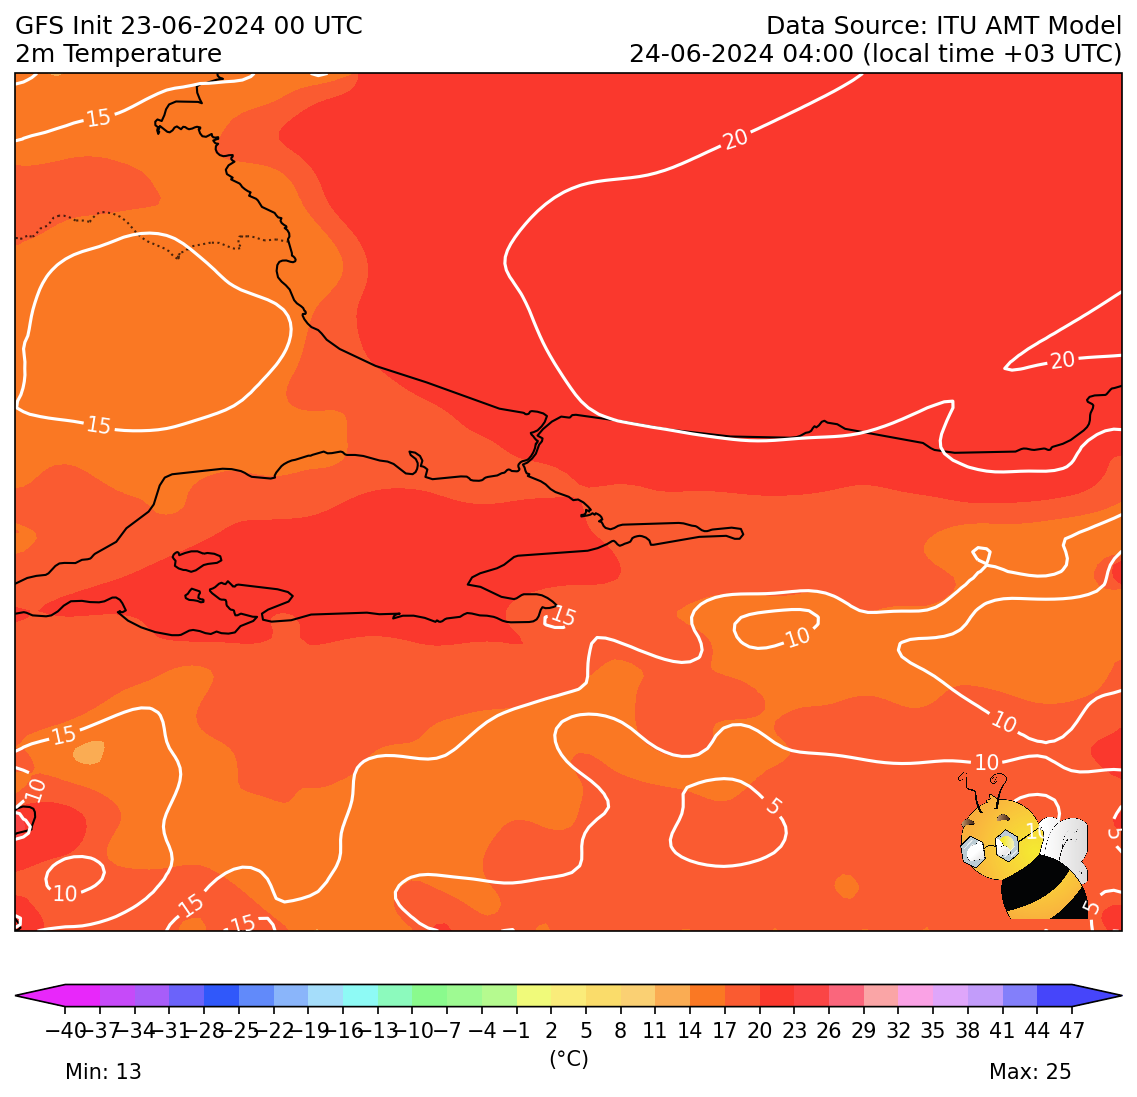 GFS Init 23-06-2024 00 UTC
Data Source: ITU AMT Model
2m Temperature
24-06-2024 04:00 (local time +03 UTC)
15
20
20
15
15
10
15
10
10
10
5
10
5
10
15
15
5
−40 −37 −34 −31 −28 −25 −22 −19 −16 −13 −10 −7 −4 −1 2 5 8 11 14 17 20 23 26 29 32 35 38 41 44 47
(°C)
Min: 13
Max: 25